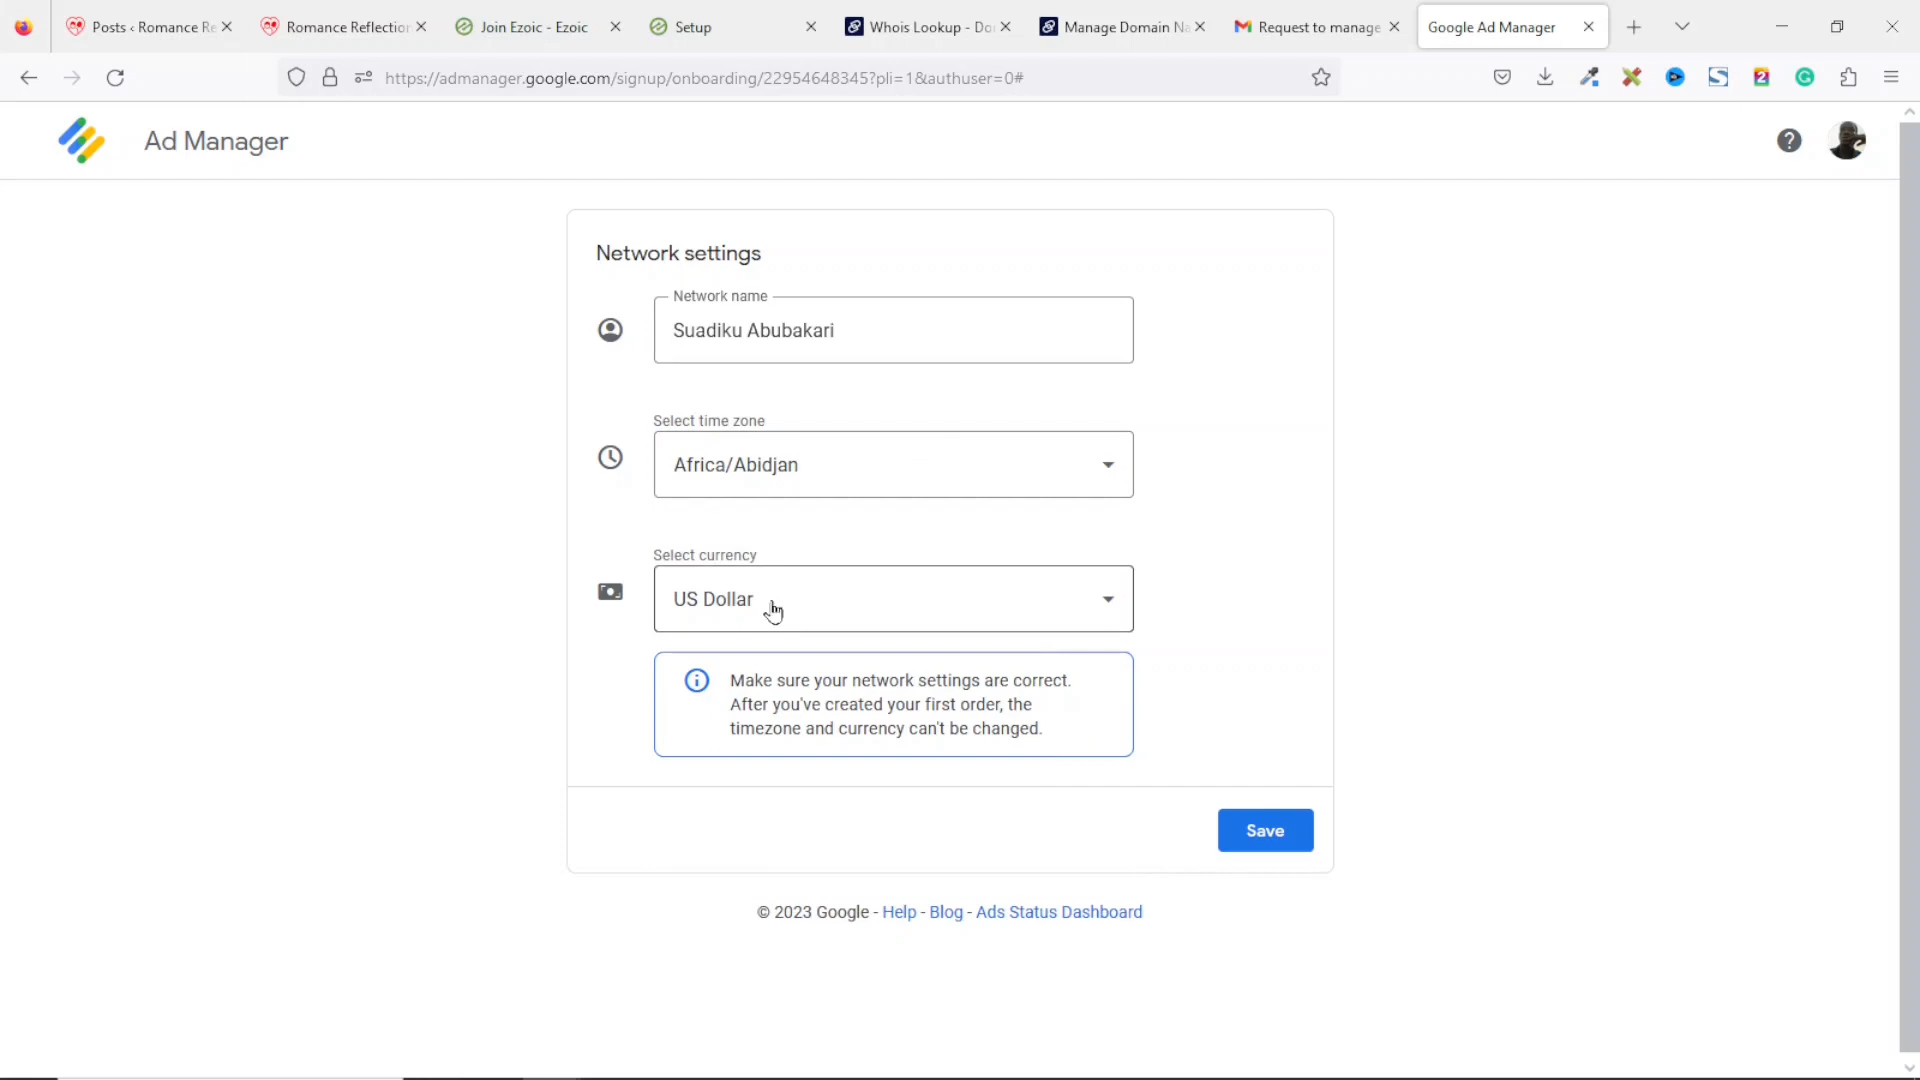 Posts ‹ Romance Re
Romance Reflection
Join Ezoic - Ezoic
Setup
Whois Lookup - Do
Manage Domain Na
Request to manage
Google Ad Manager
https://admanager.google.com/signup/onboarding/22954648345?pli=1&authuser=0#
2
Ad Manager
Network settings
Network name
Suadiku Abubakari
Select time zone
Africa/Abidjan
Select currency
US Dollar
Make sure your network settings are correct.
After you've created your first order, the
timezone and currency can't be changed.
Save
© 2023 Google - Help - Blog - Ads Status Dashboard